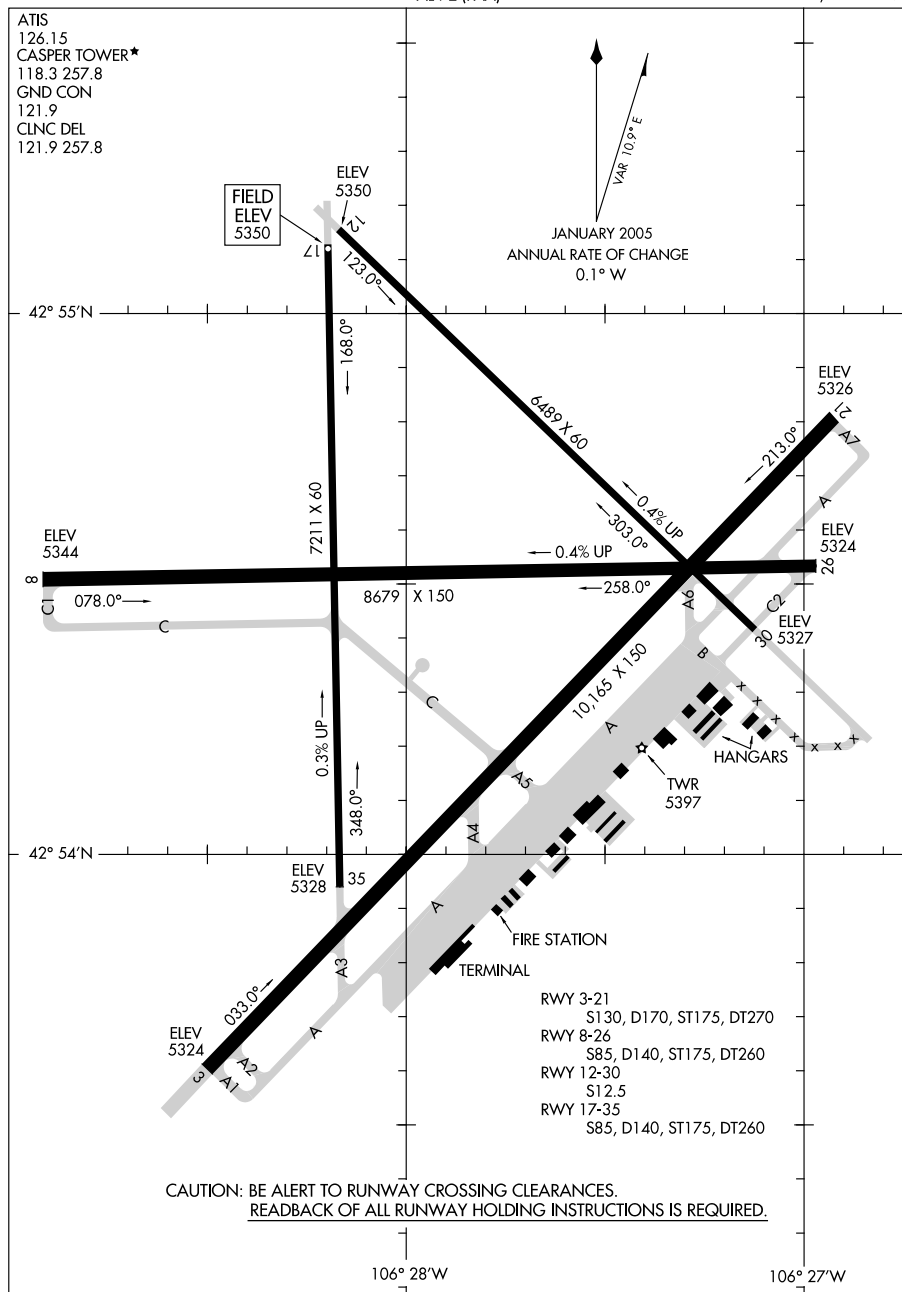 ATIS
126.15
CASPER TOWER★
118.3 257.8
GND CON
121.9
CLNC DEL
121.9 257.8
VAR 10.9° E
JANUARY 2005
ANNUAL RATE OF CHANGE
0.1° W
ELEV
5350
FIELD
ELEV
5350
12
17
123.0°
42° 55'N
168.0°
ELEV
5326
21
A7
213.0°
6489 X 60
A
7211 X 60
0.4% UP
303.0°
ELEV
5344
0.4% UP
ELEV
5324
8
26
078.0°
258.0°
8679 X 150
C1
C
A6
C2
ELEV
5327
30
B
10,165 X 150
C
A
X
X
X
X
X
X
HANGARS
0.3% UP
TWR
5397
348.0°
A5
A4
42° 54'N
ELEV
5328
35
A
FIRE STATION
TERMINAL
A3
033.0°
RWY 3-21
S130, D170, ST175, DT270
RWY 8-26
S85, D140, ST175, DT260
RWY 12-30
S12.5
RWY 17-35
S85, D140, ST175, DT260
ELEV
5324
A
3
A2
A1
CAUTION: BE ALERT TO RUNWAY CROSSING CLEARANCES.
READBACK OF ALL RUNWAY HOLDING INSTRUCTIONS IS REQUIRED.
106° 28'W
106° 27'W